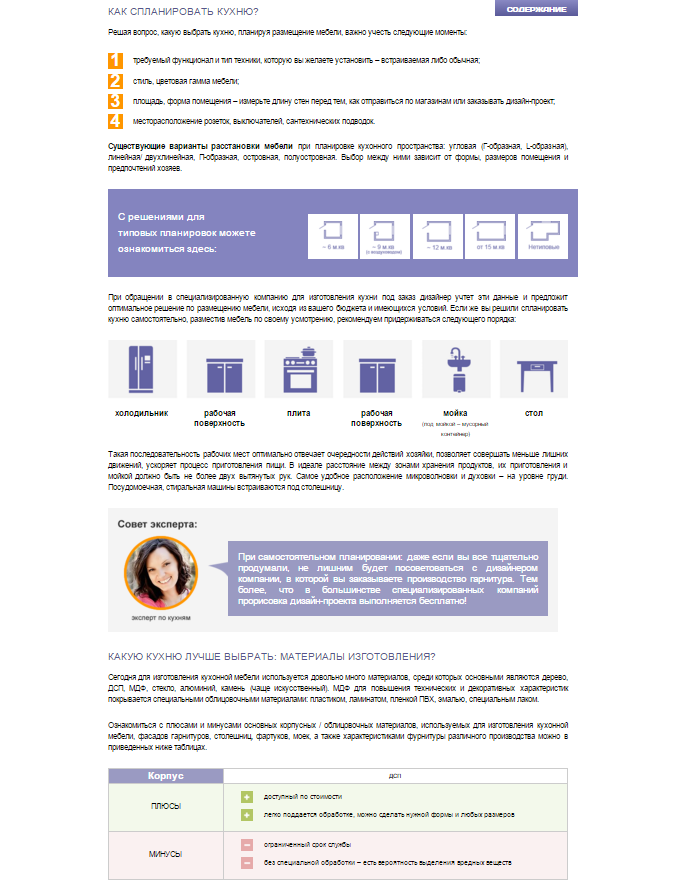 СОДЕРЖАНИЕ
КАК СПЛАНИРОВАТЬ КУХНЮ?
Решая вопрос, какую выбрать кухню, планируя размещение мебели, важно учесть следующие моменты:
1 требуемый функционал и тип техники, которую вы желаете установить – встраиваемая либо обычная;
2 стиль, цветовая гамма мебели;
3 площадь, форма помещения – измерьте длину стен перед тем, как отправиться по магазинам или заказывать дизайн-проект;
4 месторасположение розеток, выключателей, сантехнических подводок.
Существующие варианты расстановки мебели при планировке кухонного пространства: угловая (Г-образная, L-образная),
линейная/ двухлинейная, П-образная, островная, полуостровная. Выбор между ними зависит от формы, размеров помещения и
предпочтений хозяев.
С решениями для
типовых планировок можете
ознакомиться здесь:
~ 6 м.кв
~ 9 м.кв
(с воздуховодом)
~ 12 м.кв
от 15 м.кв
Нетиповые
При обращении в специализированную компанию для изготовления кухни под заказ дизайнер учтет эти данные и предложит
оптимальное решение по размещению мебели, исходя из вашего бюджета и имеющихся условий. Если же вы решили спланировать
кухню самостоятельно, разместив мебель по своему усмотрению, рекомендуем придерживаться следующего порядка:
холодильник
рабочая
поверхность
плита
рабочая
поверхность
мойка
(под мойкой – мусорный
контейнер)
стол
Такая последовательность рабочих мест оптимально отвечает очередности действий хозяйки, позволяет совершать меньше лишних
движений, ускоряет процесс приготовления пищи. В идеале расстояние между зонами хранения продуктов, их приготовления и
мойкой должно быть не более двух вытянутых рук. Самое удобное расположение микроволновки и духовки – на уровне груди.
Посудомоечная, стиральная машины встраиваются под столешницу.
Совет эксперта:
При самостоятельном планировании: даже если вы все тщательно
продумали, не лишним будет посоветоваться с дизайнером
компании, в которой вы заказываете производство гарнитура. Тем
более, что в большинстве специализированных компаний
прорисовка дизайн-проекта выполняется бесплатно!
эксперт по кухням
КАКУЮ КУХНЮ ЛУЧШЕ ВЫБРАТЬ: МАТЕРИАЛЫ ИЗГОТОВЛЕНИЯ?
Сегодня для изготовления кухонной мебели используется довольно много материалов, среди которых основными являются дерево,
ДСП, МДФ, стекло, алюминий, камень (чаще искусственный). МДФ для повышения технических и декоративных характеристик
покрывается специальными облицовочными материалами: пластиком, ламинатом, пленкой ПВХ, эмалью, специальным лаком.
Ознакомиться с плюсами и минусами основных корпусных / облицовочных материалов, используемых для изготовления кухонной
мебели, фасадов гарнитуров, столешниц, фартуков, моек, а также характеристиками фурнитуры различного производства можно в
приведенных ниже таблицах.
Корпус
ДСП
ПЛЮСЫ
+ доступный по стоимости
+ легко поддается обработке, можно сделать нужной формы и любых размеров
МИНУСЫ
– ограниченный срок службы
– без специальной обработки – есть вероятность выделения вредных веществ